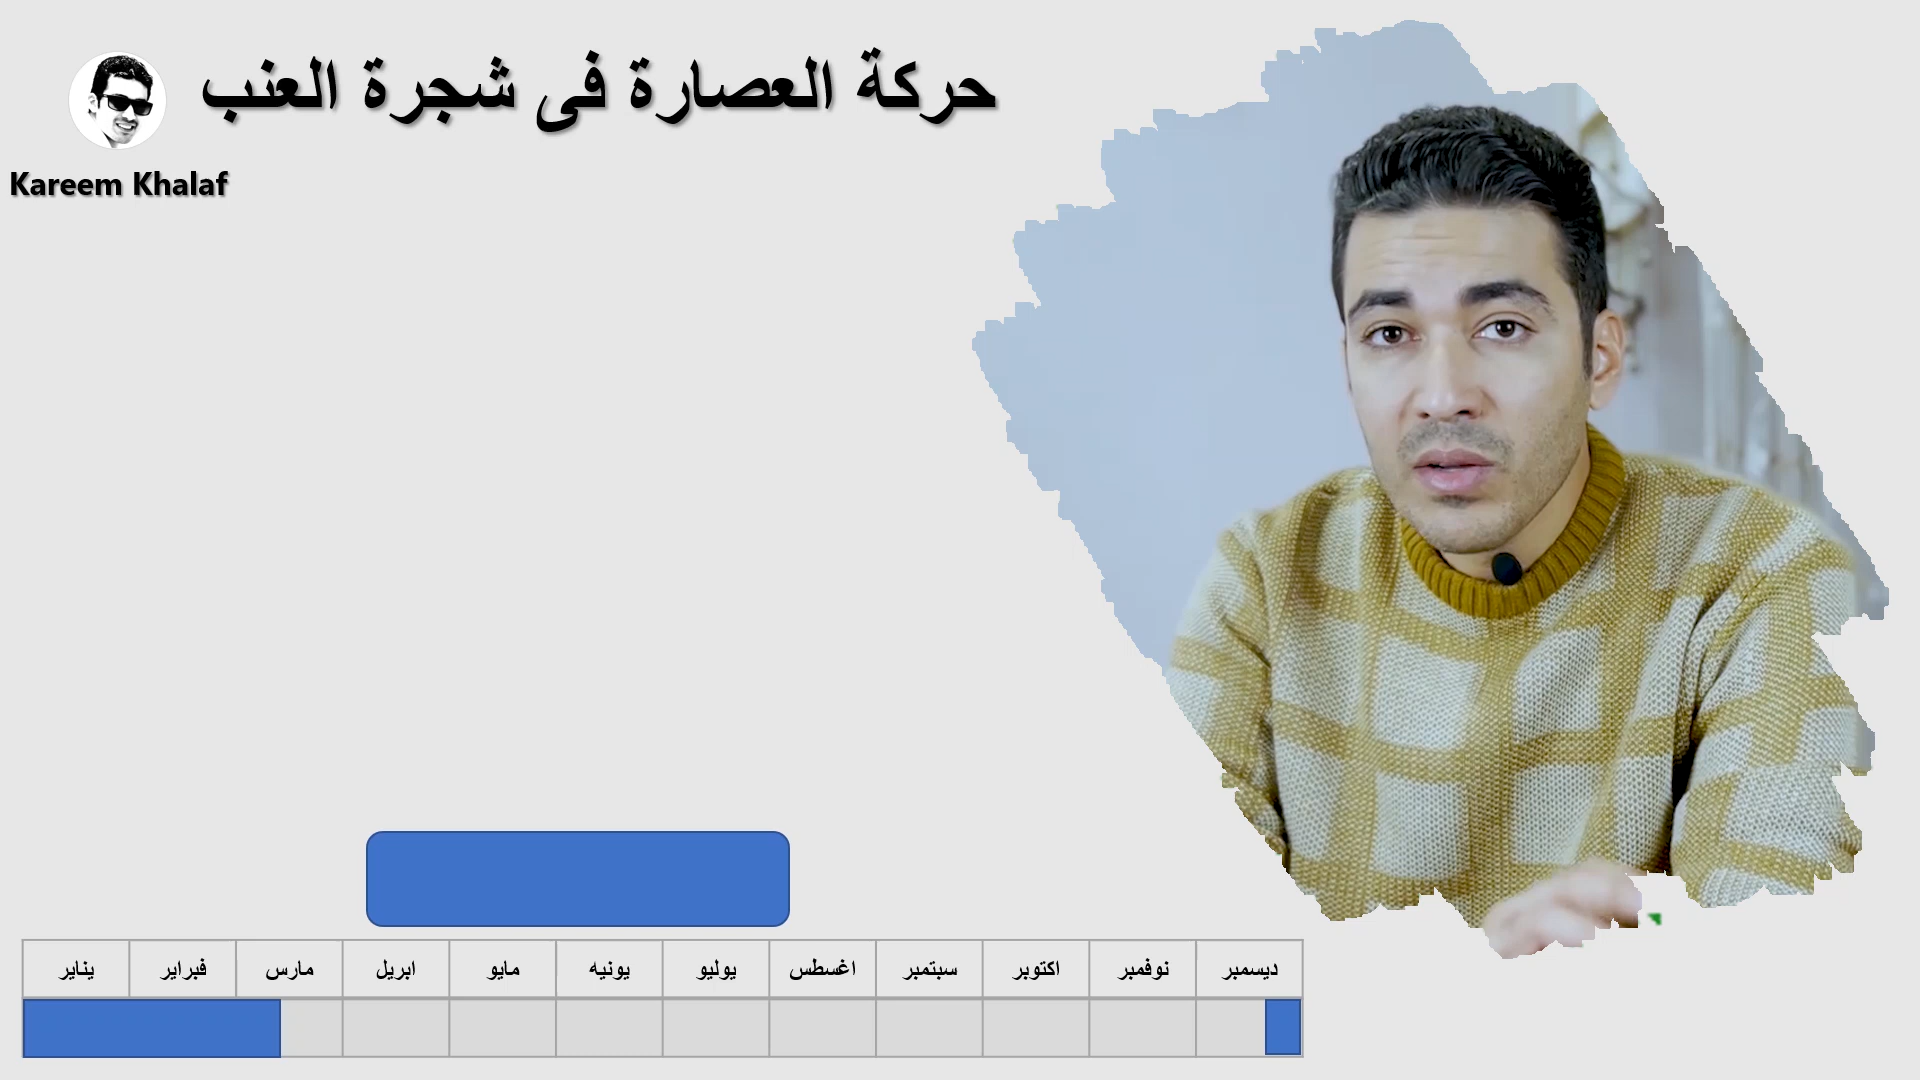 حركة العصارة فى شجرة العنب
Kareem Khalaf
يناير فبراير مارس ابريل مايو يونيه يوليو اغسطس سبتمبر اكتوبر نوفمبر ديسمبر